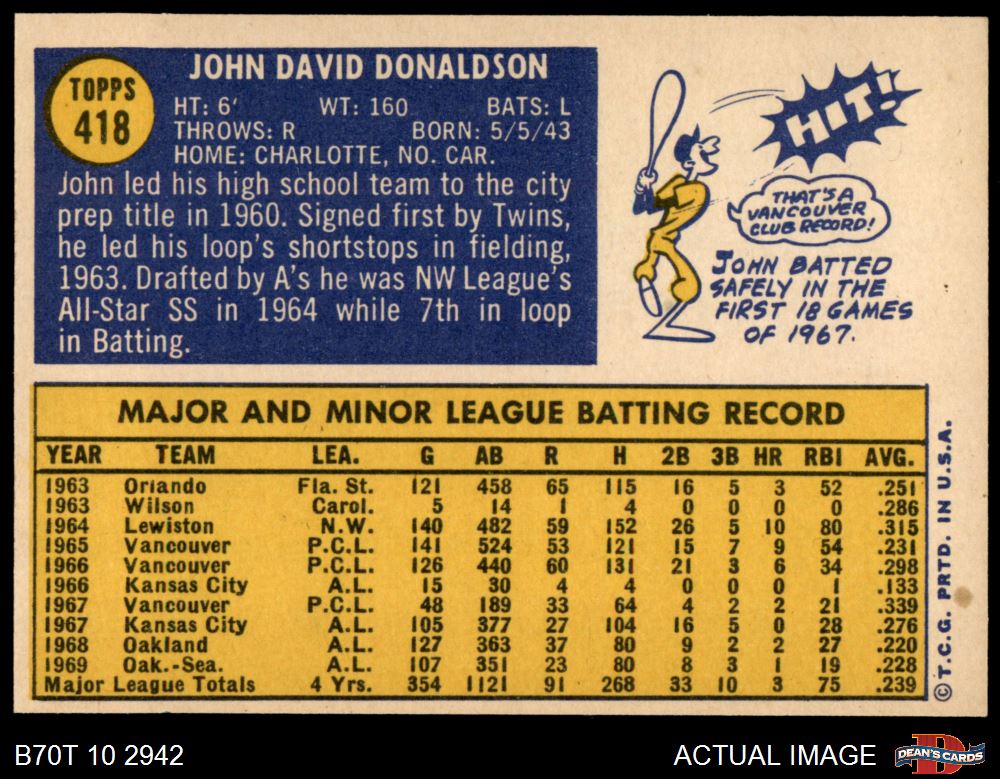 TOPPS
418
JOHN DAVID DONALDSON
HT: 6' WT: 160 BATS: L
THROWS: R BORN: 5/5/43
HOME: CHARLOTTE, NO. CAR.
John led his high school team to the city
prep title in 1960. Signed first by Twins,
he led his loop's shortstops in fielding,
1963. Drafted by A's he was NW League's
All-Star SS in 1964 while 7th in loop
in Batting.
HIT!
THAT'S A
VANCOUVER
CLUB RECORD!
JOHN BATTED
SAFELY IN THE
FIRST 18 GAMES
OF 1967.
MAJOR AND MINOR LEAGUE BATTING RECORD
YEAR TEAM LEA. G AB R H 2B 3B HR RBI AVG.
1963 Orlando Fla. St. 121 458 65 115 16 5 3 52 .251
1963 Wilson Carol. 5 14 1 4 0 0 0 0 .286
1964 Lewiston N.W. 140 482 59 152 26 5 10 80 .315
1965 Vancouver P.C.L. 141 524 53 121 15 7 9 54 .231
1966 Vancouver P.C.L. 126 440 60 131 21 3 6 34 .298
1966 Kansas City A.L. 15 30 4 4 0 0 0 1 .133
1967 Vancouver P.C.L. 48 189 33 64 4 2 2 21 .339
1967 Kansas City A.L. 105 377 27 104 16 5 0 28 .276
1968 Oakland A.L. 127 363 37 80 9 2 2 27 .220
1969 Oak.-Sea. A.L. 107 351 23 80 8 3 1 19 .228
Major League Totals 4 Yrs. 354 1121 91 268 33 10 3 75 .239
© T.C.G. PRTD. IN U.S.A.
B70T 10 2942
ACTUAL IMAGE
DEAN'S CARDS